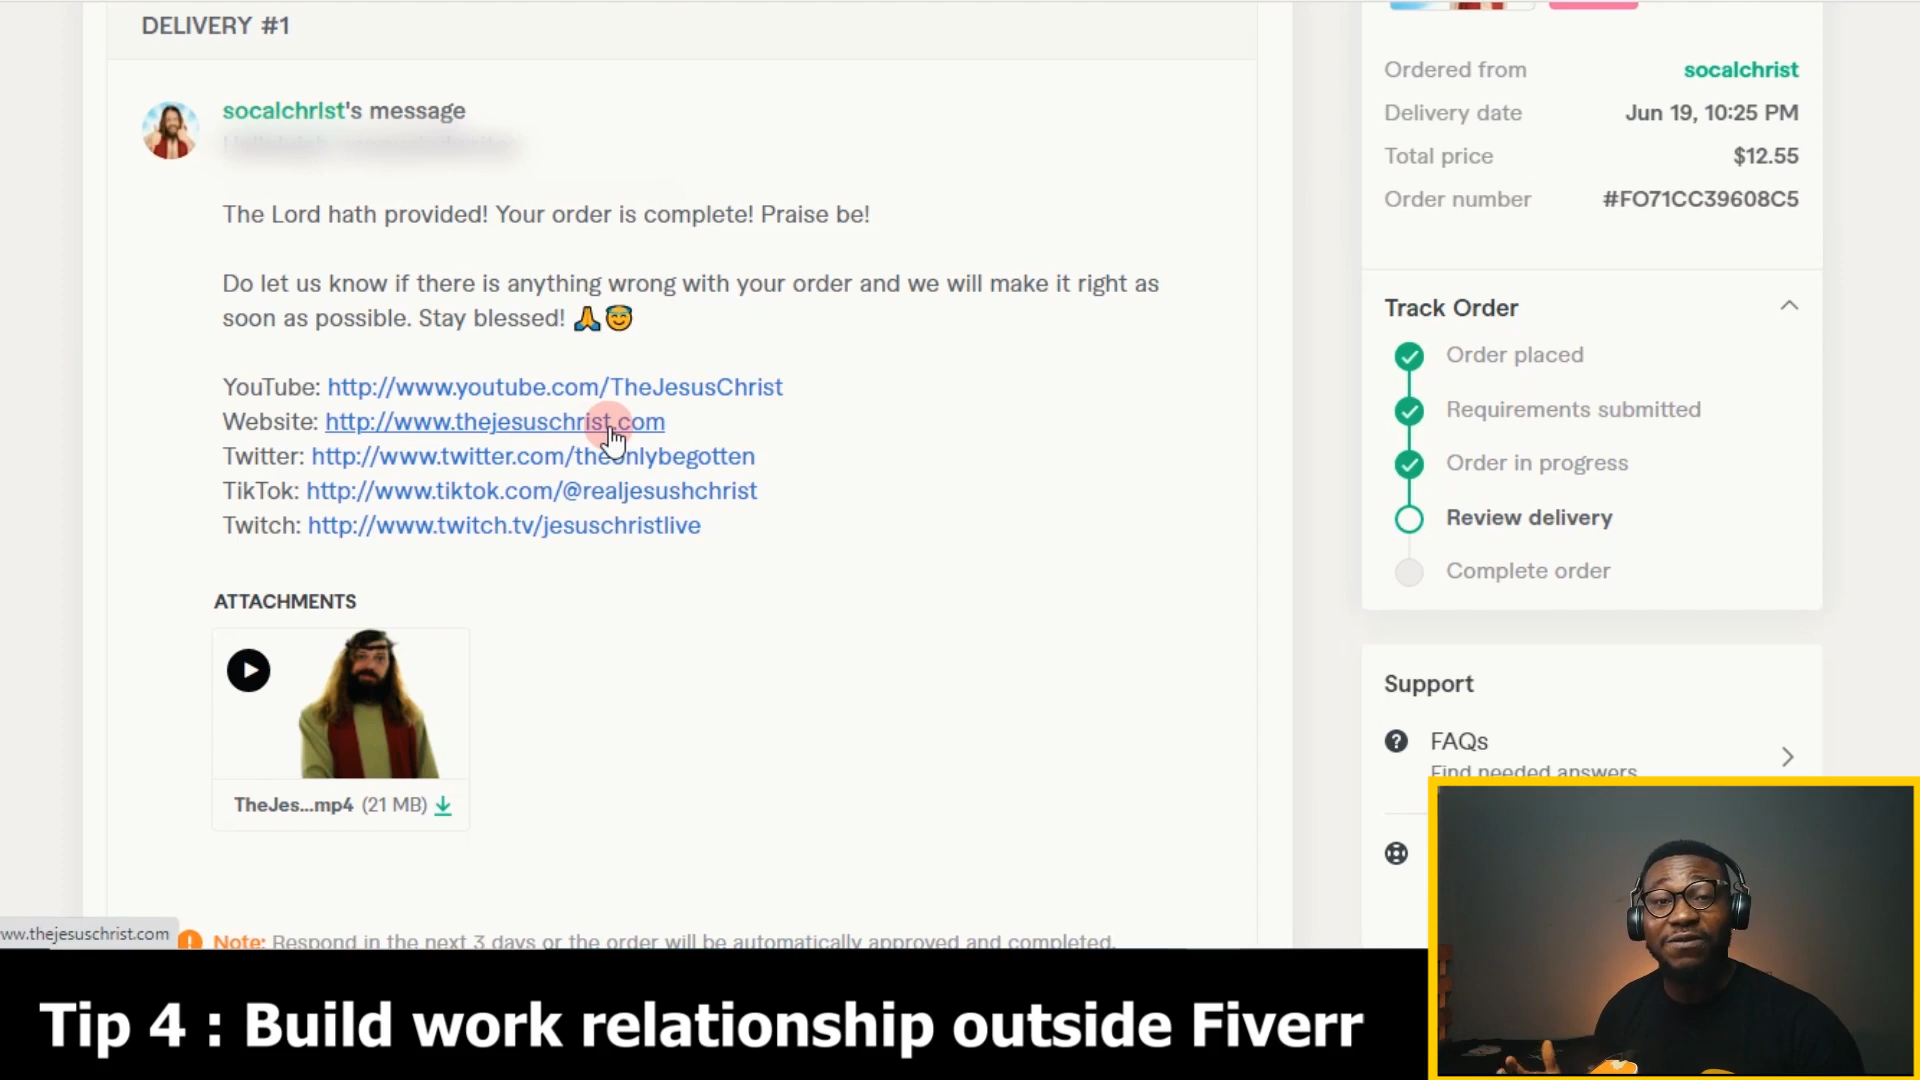 DELIVERY #1
socalchrist's message
The Lord hath provided! Your order is complete! Praise be!
Do let us know if there is anything wrong with your order and we will make it right as
soon as possible. Stay blessed! 🙏😇
YouTube: http://www.youtube.com/TheJesusChrist
Website: http://www.thejesuschrist.com
Twitter: http://www.twitter.com/theonlybegotten
TikTok: http://www.tiktok.com/@realjesushchrist
Twitch: http://www.twitch.tv/jesuschristlive
ATTACHMENTS
TheJes...mp4 (21 MB)
ww.thejesuschrist.com
Note: Respond in the next 3 days or the order will be automatically approved and completed.
Ordered from socalchrist
Delivery date Jun 19, 10:25 PM
Total price $12.55
Order number #FO71CC39608C5
Track Order
Order placed
Requirements submitted
Order in progress
Review delivery
Complete order
Support
FAQs
Find needed answers
Tip 4 : Build work relationship outside Fiverr